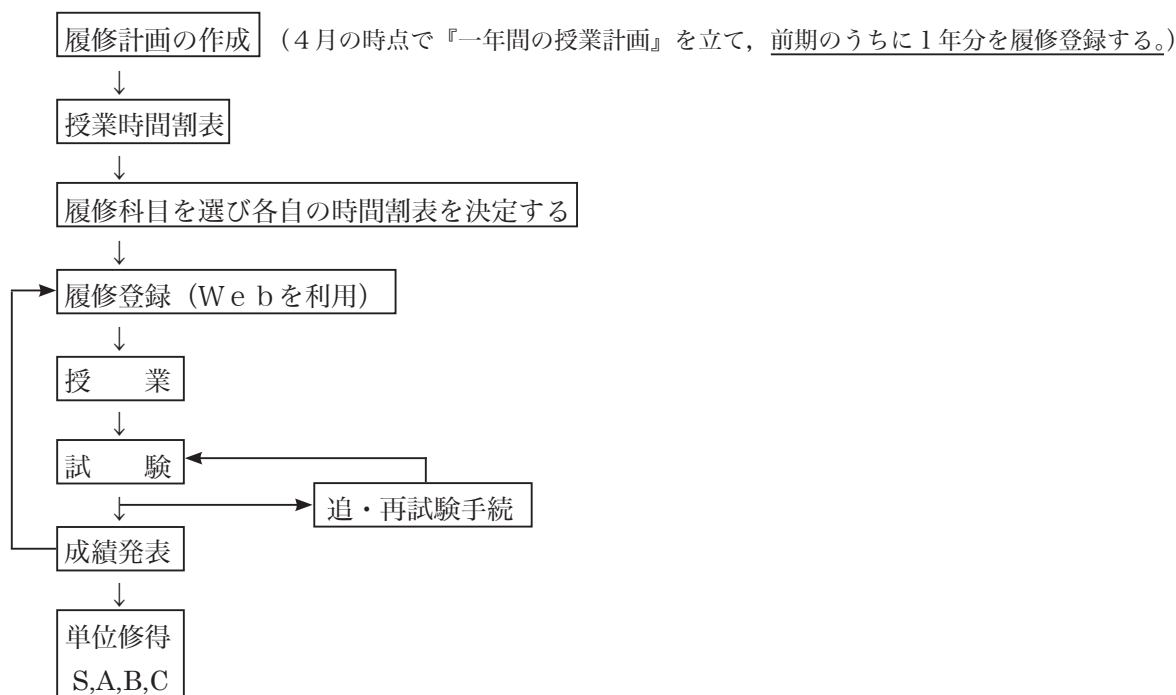 履修計画の作成 (4月の時点で『一年間の授業計画』を立て,前期のうちに1年分を履修登録する。)
↓
授業時間割表
↓
履修科目を選び各自の時間割表を決定する
↓
履修登録(Webを利用)
↓
授 業
↓
試 験
↓
追・再試験手続
成績発表
↓
単位修得
S,A,B,C